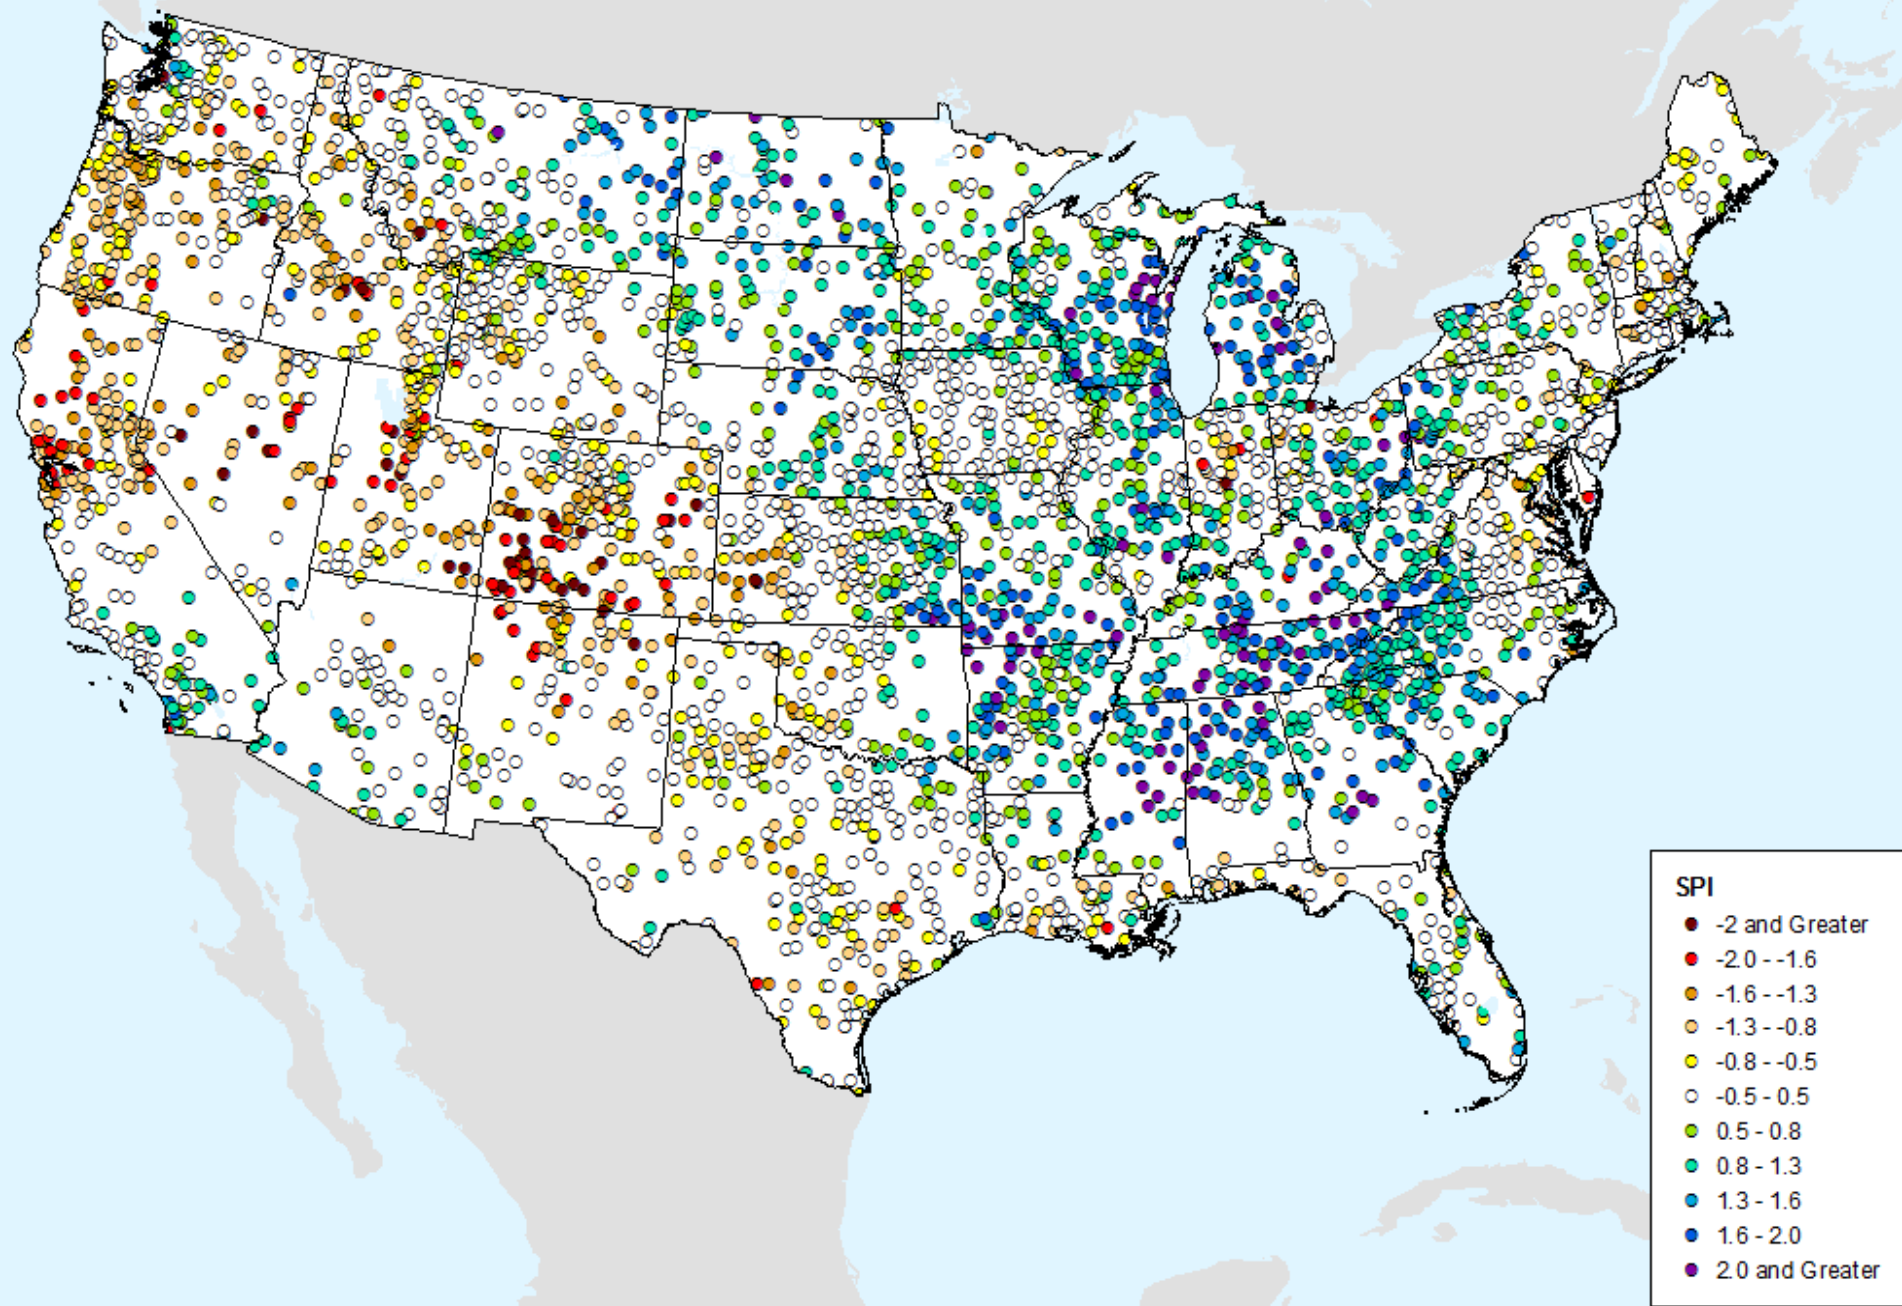 SPI
-2 and Greater
-2.0 - -1.6
-1.6 - -1.3
-1.3 - -0.8
-0.8 - -0.5
-0.5 - 0.5
0.5 - 0.8
0.8 - 1.3
1.3 - 1.6
1.6 - 2.0
2.0 and Greater